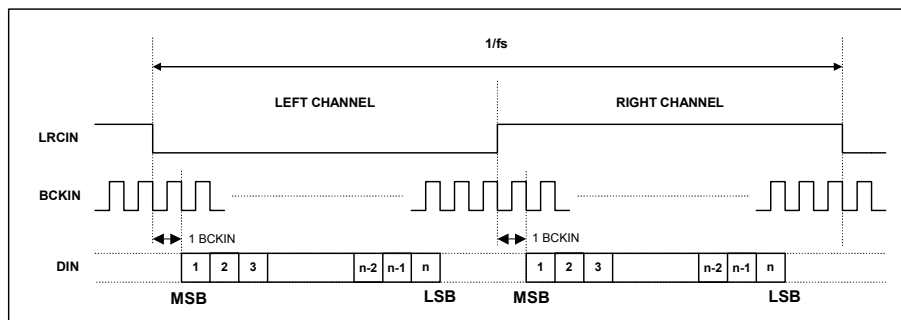 1/fs
LEFT CHANNEL RIGHT CHANNEL
LRCIN
BCKIN
1 BCKIN 1 BCKIN
DIN 1 2 3 n-2 n-1 n 1 2 3 n-2 n-1 n
MSB LSB MSB LSB